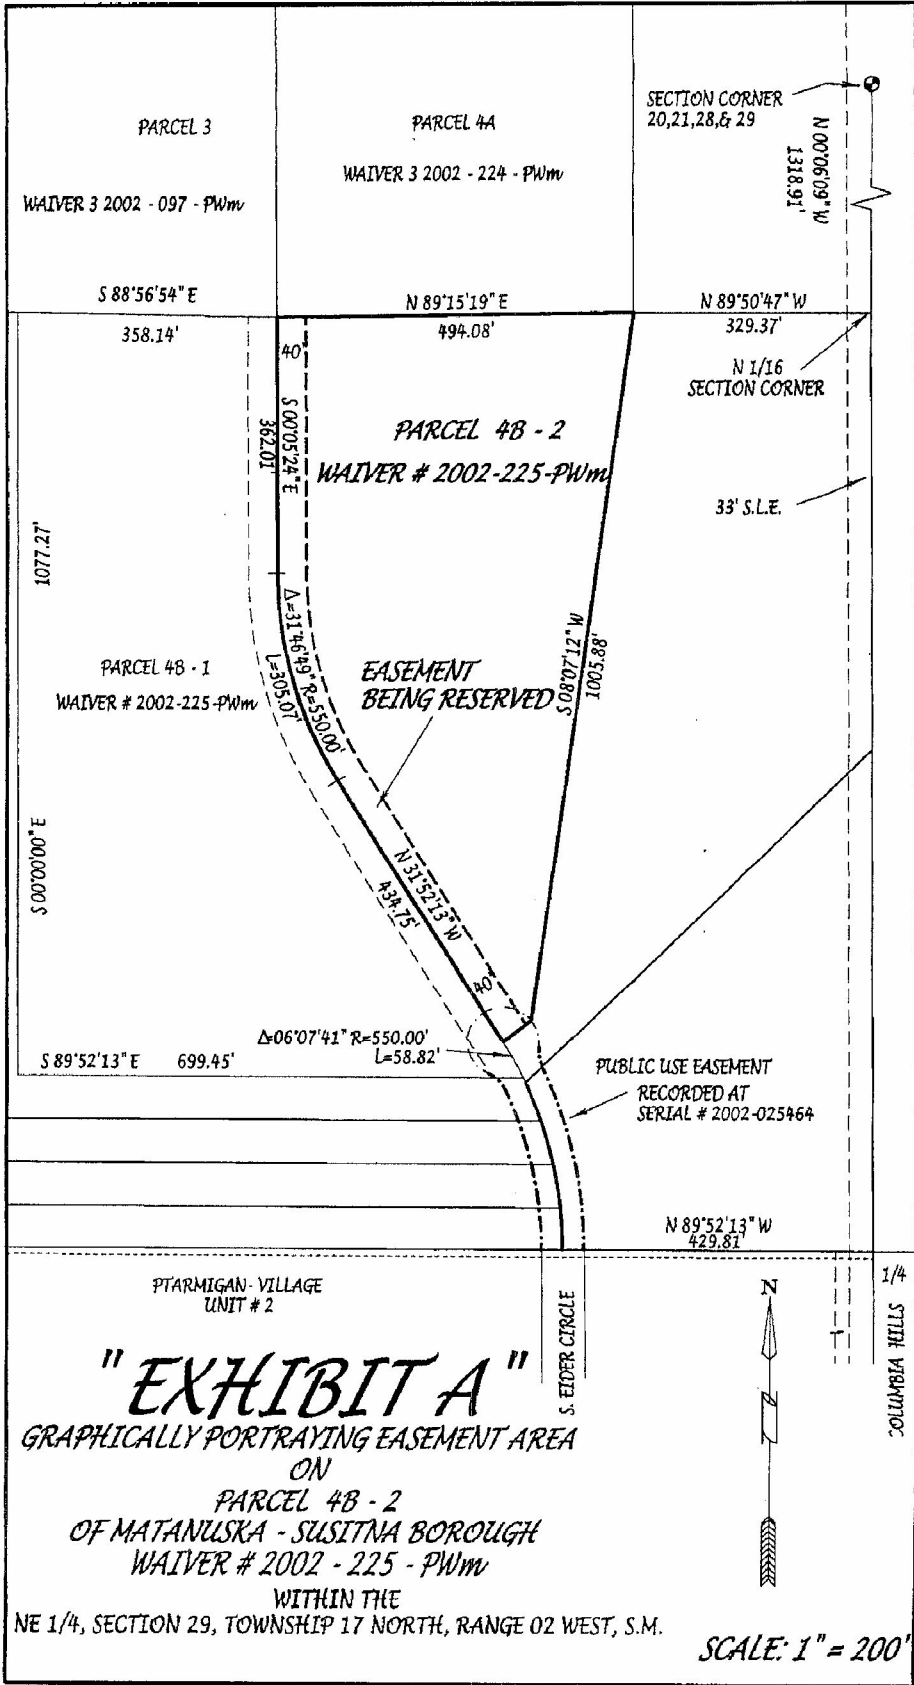 SECTION CORNER
20,21,28,& 29
PARCEL 3
PARCEL 4A
N 00°06'09" W
1318.91'
WAIVER 3 2002 - 097 - PWm
WAIVER 3 2002 - 224 - PWm
S 88°56'54" E
N 89°15'19" E
N 89°50'47" W
358.14'
494.08'
329.37'
40'
N 1/16
SECTION CORNER
S 00°05'24" E
362.01'
PARCEL 4B - 2
WAIVER # 2002-225-PWm
33' S.L.E.
1077.27'
S 00°00'00" E
Δ=31°46'49" R=550.00'
L=305.07'
PARCEL 4B - 1
WAIVER # 2002-225-PWm
EASEMENT
BEING RESERVED
S 08°07'12" W
1005.88'
N 31°52'13" W
434.75'
40'
Δ=06°07'41" R=550.00'
L=58.82'
S 89°52'13" E 699.45'
PUBLIC USE EASEMENT
RECORDED AT
SERIAL # 2002-025464
N 89°52'13" W
429.81'
PTARMIGAN - VILLAGE
UNIT # 2
S. EIDER CIRCLE
N
1/4
COLUMBIA HILLS
"EXHIBIT A"
GRAPHICALLY PORTRAYING EASEMENT AREA
ON
PARCEL 4B - 2
OF MATANUSKA - SUSITNA BOROUGH
WAIVER # 2002 - 225 - PWm
WITHIN THE
NE 1/4, SECTION 29, TOWNSHIP 17 NORTH, RANGE 02 WEST, S.M.
SCALE: 1" = 200'